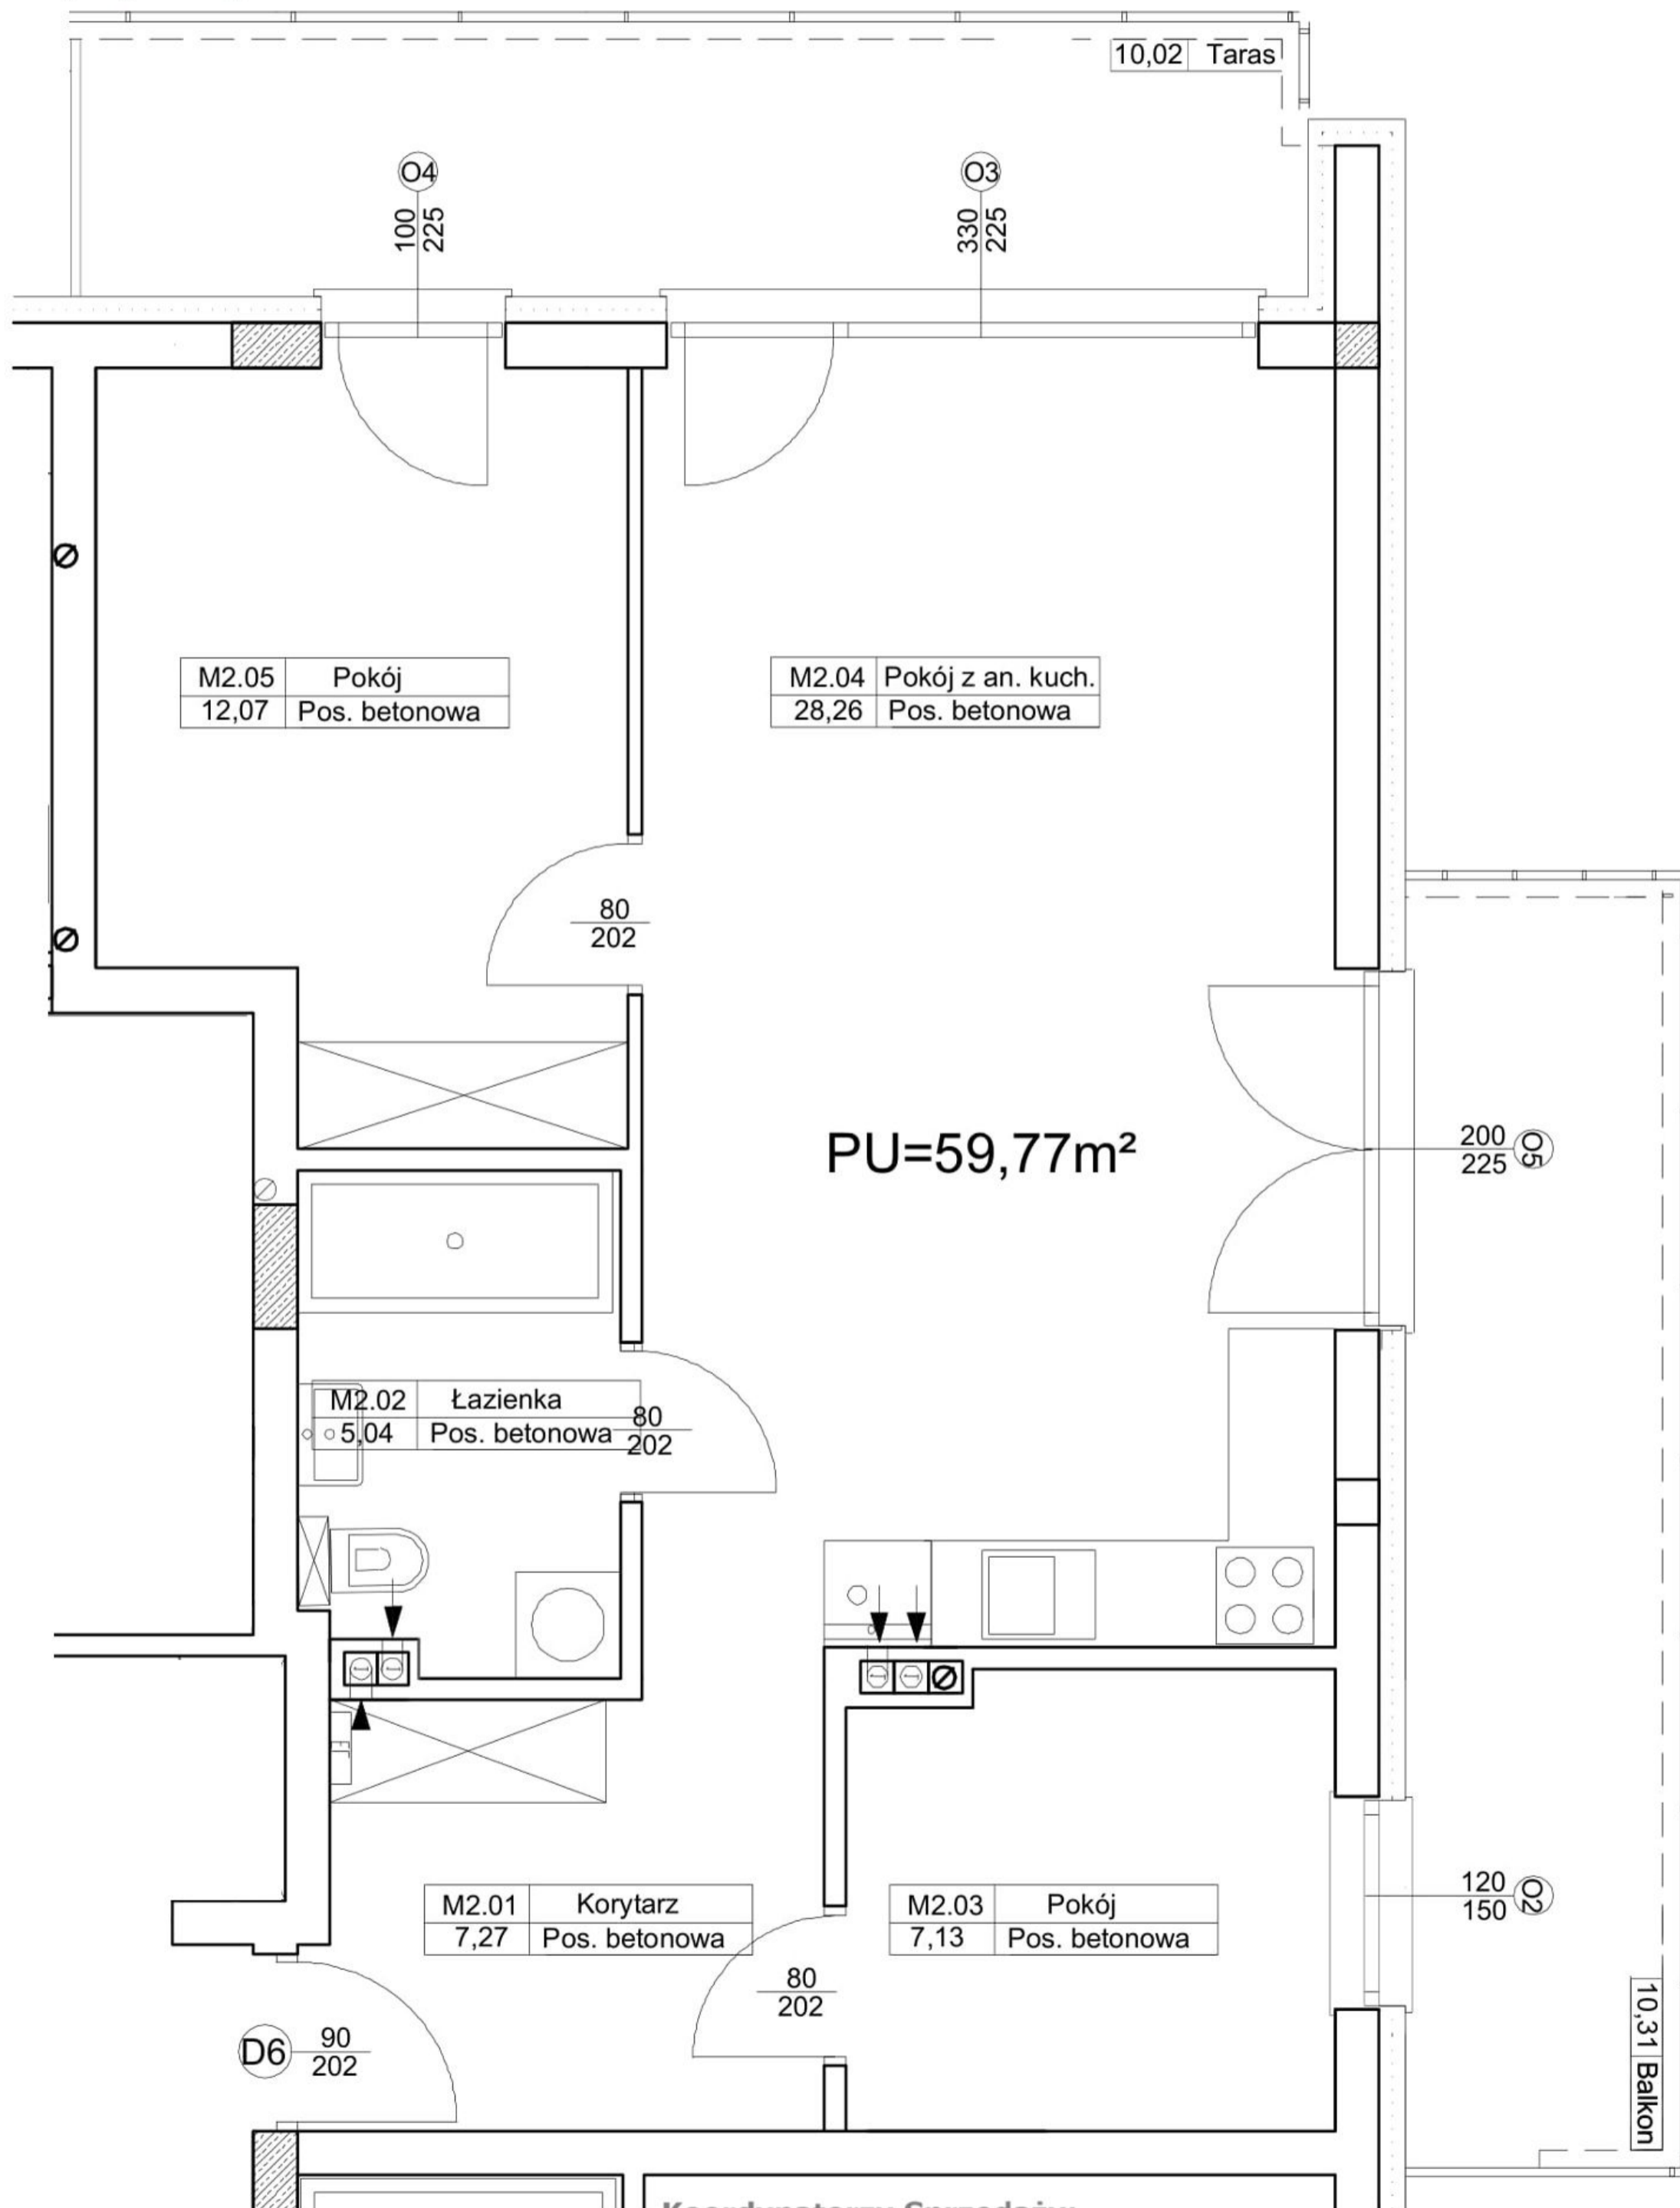 10,02 Taras
O4
100
225
O3
330
225
M2.05 Pokój
12,07 Pos. betonowa
M2.04 Pokój z an. kuch.
28,26 Pos. betonowa
80
202
PU=59,77m²
200
225
O5
M2.02 Łazienka
5,04 Pos. betonowa
80
202
M2.01 Korytarz
7,27 Pos. betonowa
M2.03 Pokój
7,13 Pos. betonowa
120
150
O2
80
202
D6
90
202
10,31 Balkon